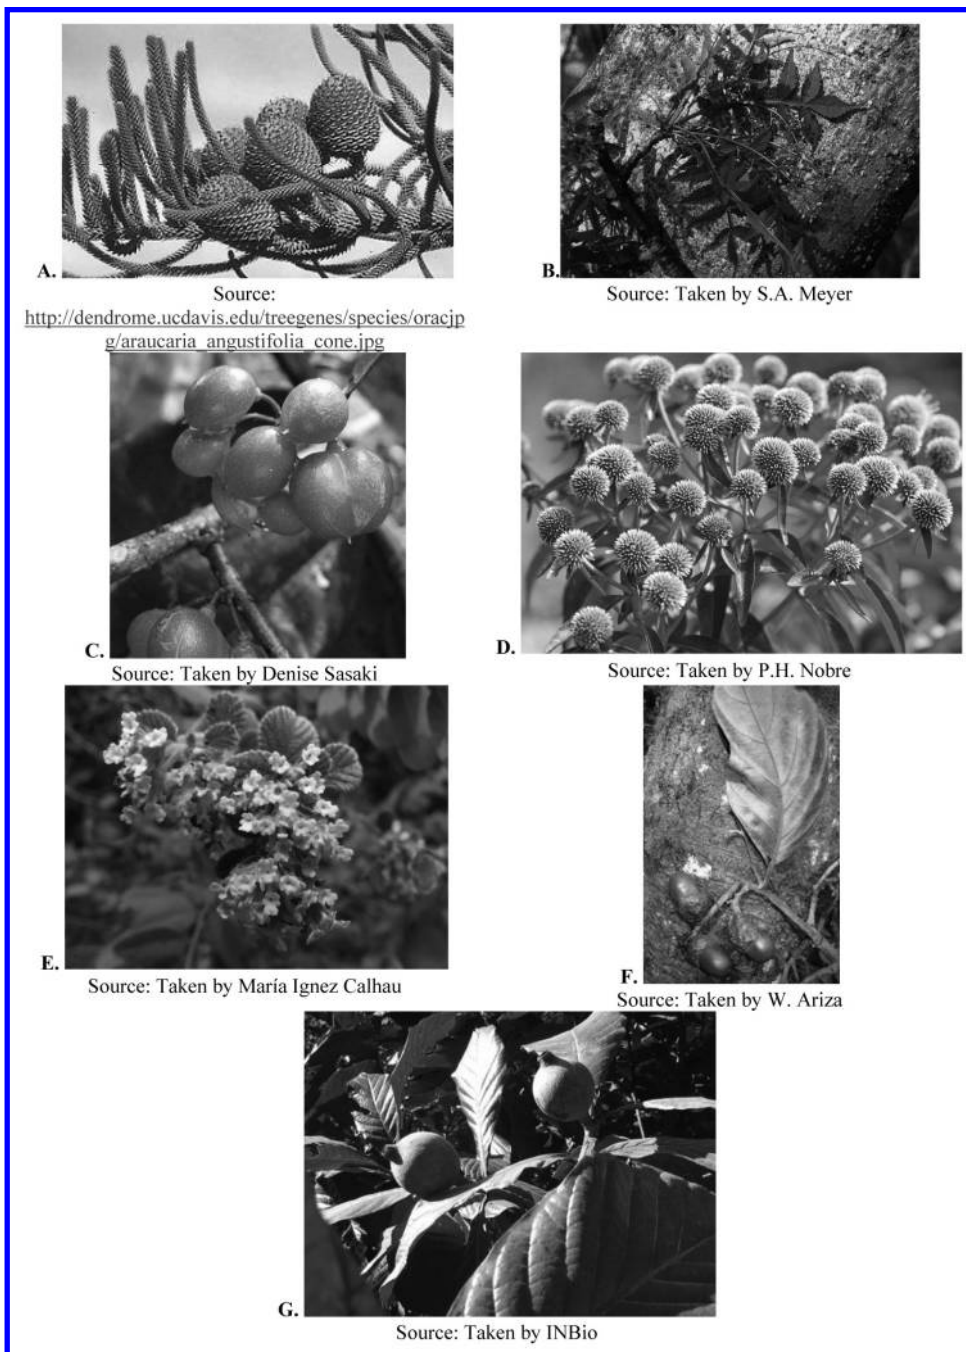 A.
B.
Source:
http://dendrome.ucdavis.edu/treegenes/species/oracjp
g/araucaria_angustifolia_cone.jpg
Source: Taken by S.A. Meyer
C.
D.
Source: Taken by Denise Sasaki
Source: Taken by P.H. Nobre
E.
F.
Source: Taken by María Ignez Calhau
Source: Taken by W. Ariza
G.
Source: Taken by INBio